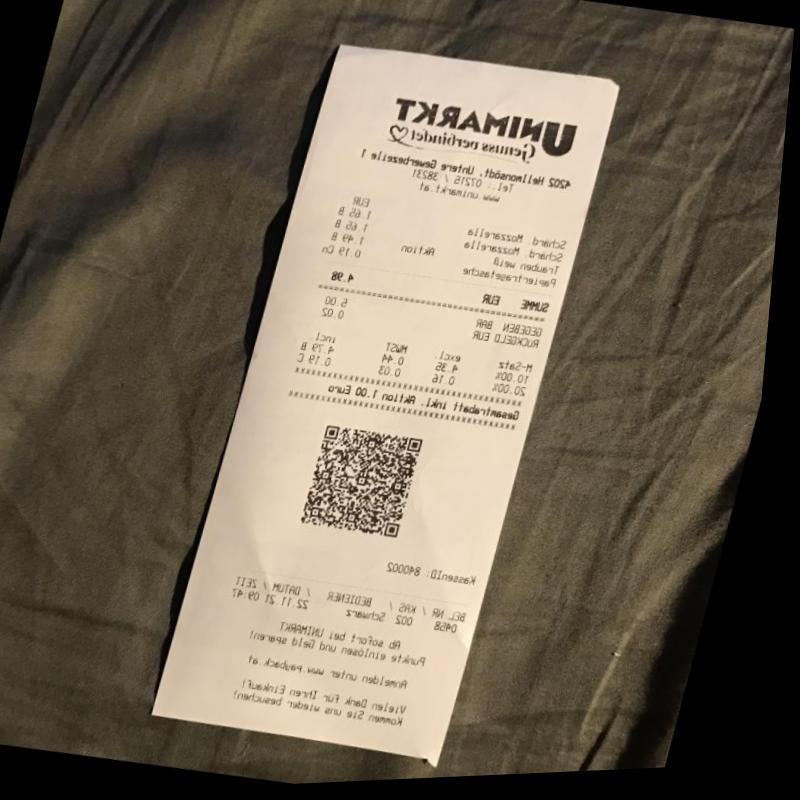 UNIMARKT
Genuss verbindet
4202 Hellmonsödt, Untere Gewerbezeile 1
Tel.: 07215 / 38231
www.unimarkt.at
EUR
Schärd. Mozzarella 1.65 B
Schärd. Mozzarella 1.65 B
Trauben weiß Aktion 1.49 B
Papiertragetasche 0.19 Cn
SUMME EUR 4.98
GEGEBEN BAR 5.00
RÜCKGELD EUR 0.02
M-Satz excl. MWST incl.
10.00% 4.35 0.44 4.79 B
20.00% 0.16 0.03 0.19 C
Gesamtrabatt inkl. Aktion 1.00 Euro
KassenID: 840002
BEL NR / KAS / BEDIENER / DATUM / ZEIT
0458 002 Schwarz 22.11.21 09:47
Ab sofort bei UNIMARKT
Punkte einlösen und Geld sparen!
Anmelden unter www.payback.at
Vielen Dank für Ihren Einkauf!
Kommen Sie uns wieder besuchen!